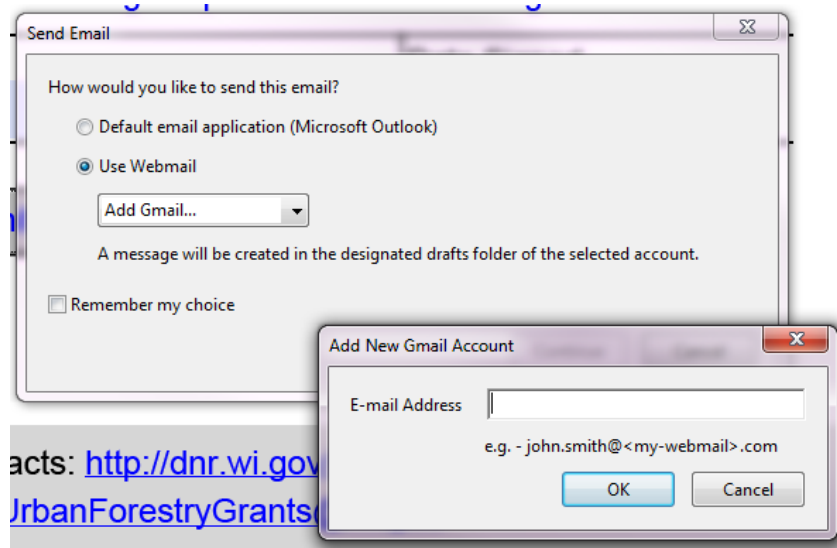 Send Email
How would you like to send this email?
Default email application (Microsoft Outlook)
Use Webmail
Add Gmail...
A message will be created in the designated drafts folder of the selected account.
Remember my choice
Add New Gmail Account
E-mail Address
e.g. - john.smith@<my-webmail>.com
OK Cancel
acts: http://dnr.wi.gov
UrbanForestryGrants